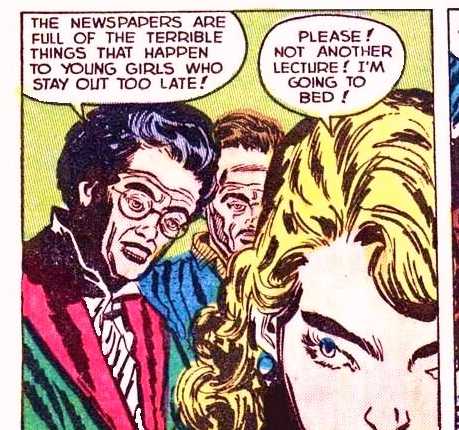 THE NEWSPAPERS ARE
FULL OF THE TERRIBLE
THINGS THAT HAPPEN
TO YOUNG GIRLS WHO
STAY OUT TOO LATE!
PLEASE!
NOT ANOTHER
LECTURE! I'M
GOING TO
BED!